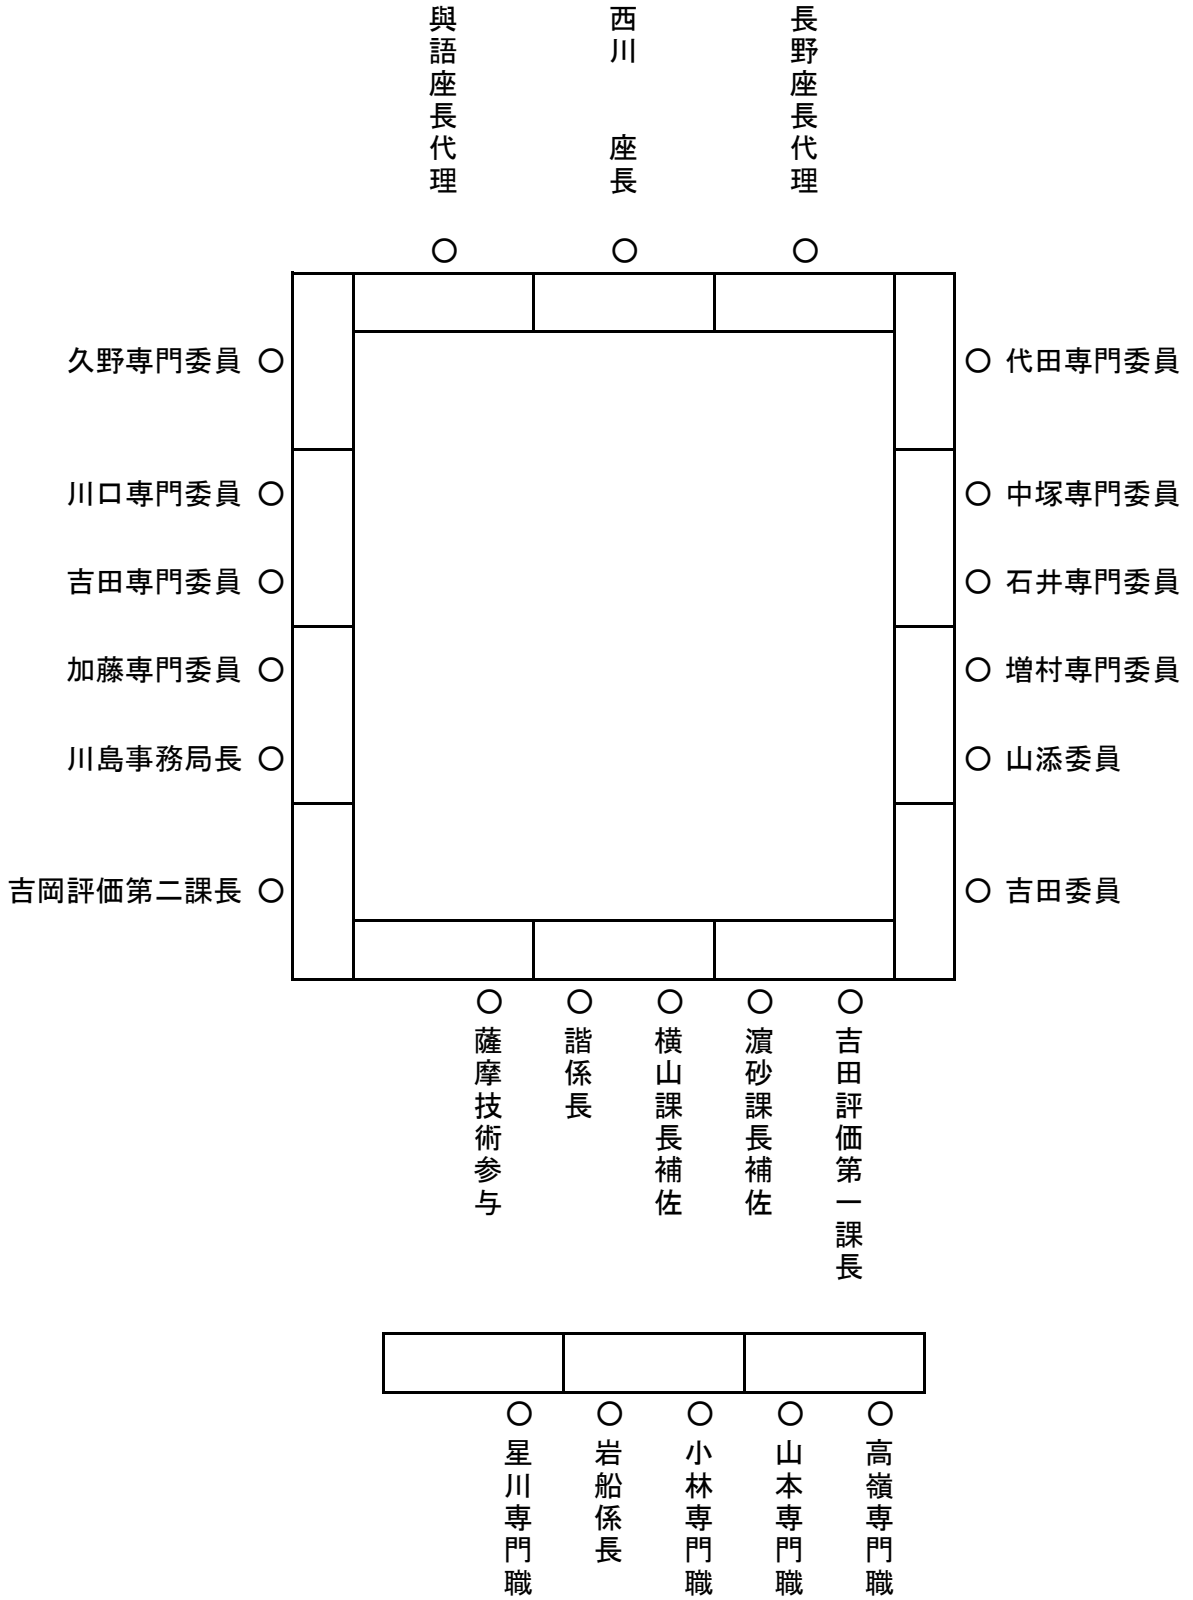 與語座長代理
西川　座長
長野座長代理
久野専門委員
代田専門委員
川口専門委員
中塚専門委員
吉田専門委員
石井専門委員
加藤専門委員
増村専門委員
川島事務局長
山添委員
吉岡評価第二課長
吉田委員
薩摩技術参与
諧係長
横山課長補佐
濵砂課長補佐
吉田評価第一課長
星川専門職
岩船係長
小林専門職
山本専門職
高嶺専門職